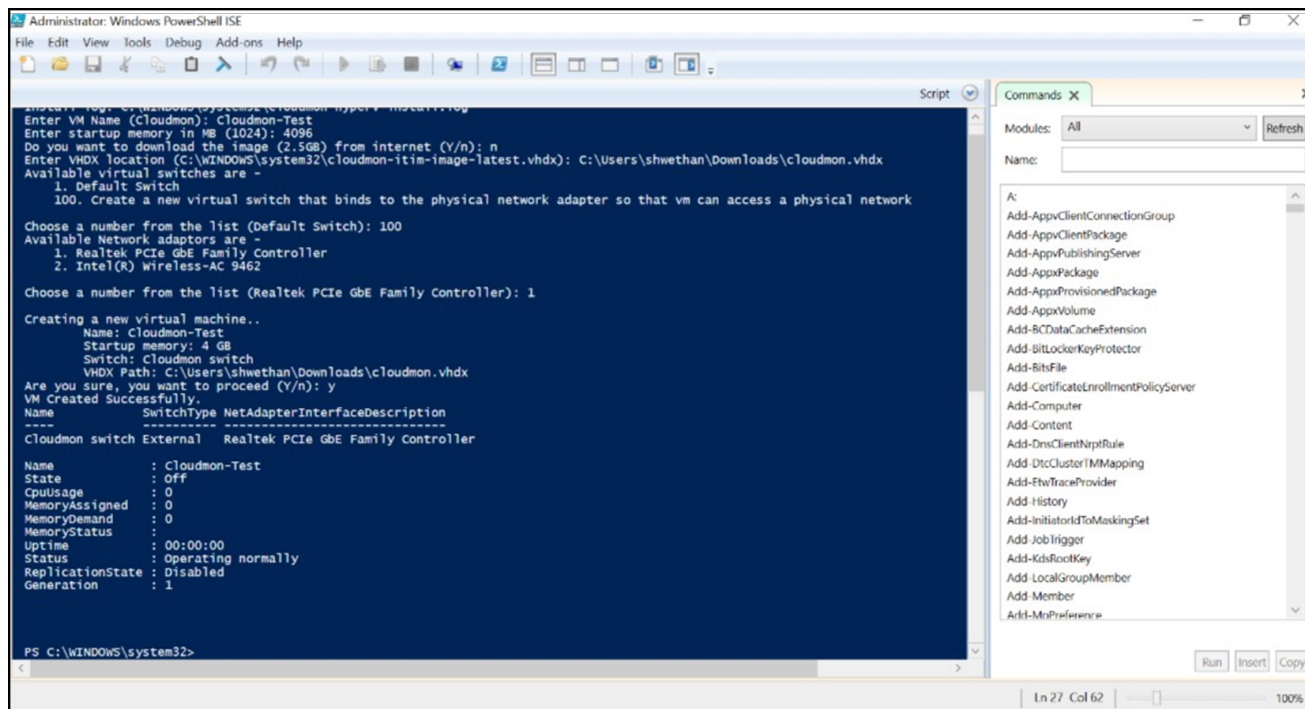 Administrator: Windows PowerShell ISE
File Edit View Tools Debug Add-ons Help
Script
Install log: C:\WINDOWS\system32\cloudmon-hyperv-install.log
Enter VM Name (Cloudmon): Cloudmon-Test
Enter startup memory in MB (1024): 4096
Do you want to download the image (2.5GB) from internet (Y/n): n
Enter VHDX location (C:\WINDOWS\system32\cloudmon-itim-image-latest.vhdx): C:\Users\shwethan\Downloads\cloudmon.vhdx
Available virtual switches are -
1. Default Switch
100. Create a new virtual switch that binds to the physical network adapter so that vm can access a physical network
Choose a number from the list (Default Switch): 100
Available Network adaptors are -
1. Realtek PCIe GbE Family Controller
2. Intel(R) Wireless-AC 9462
Choose a number from the list (Realtek PCIe GbE Family Controller): 1
Creating a new virtual machine..
Name: Cloudmon-Test
Startup memory: 4 GB
Switch: Cloudmon switch
VHDX Path: C:\Users\shwethan\Downloads\cloudmon.vhdx
Are you sure, you want to proceed (Y/n): y
VM Created Successfully.
Name SwitchType NetAdapterInterfaceDescription
---- ---------- ------------------------------
Cloudmon switch External Realtek PCIe GbE Family Controller
Name : Cloudmon-Test
State : Off
CpuUsage : 0
MemoryAssigned : 0
MemoryDemand : 0
MemoryStatus :
Uptime : 00:00:00
Status : Operating normally
ReplicationState : Disabled
Generation : 1
PS C:\WINDOWS\system32>
Commands X
Modules: All Refresh
Name:
A:
Add-AppvClientConnectionGroup
Add-AppvClientPackage
Add-AppvPublishingServer
Add-AppxPackage
Add-AppxProvisionedPackage
Add-AppxVolume
Add-BCDataCacheExtension
Add-BitLockerKeyProtector
Add-BitsFile
Add-CertificateEnrollmentPolicyServer
Add-Computer
Add-Content
Add-DnsClientNrptRule
Add-DtcClusterTMMapping
Add-EtwTraceProvider
Add-History
Add-InitiatorIdToMaskingSet
Add-JobTrigger
Add-KdsRootKey
Add-LocalGroupMember
Add-Member
Add-MpPreference
Run Insert Copy
Ln 27 Col 62 100%